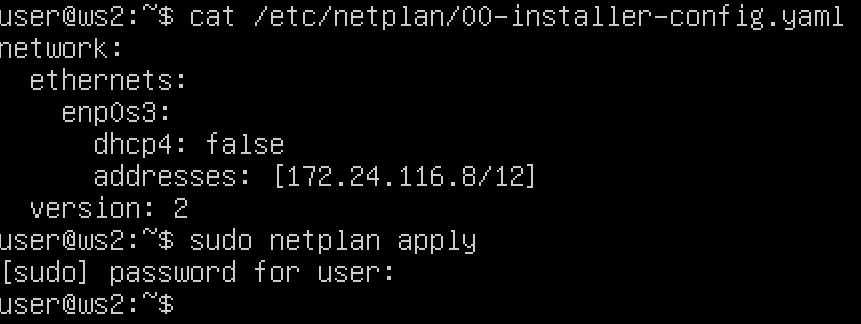 user@ws2:~$ cat /etc/netplan/00-installer-config.yaml
network:
  ethernets:
    enp0s3:
      dhcp4: false
      addresses: [172.24.116.8/12]
  version: 2
user@ws2:~$ sudo netplan apply
[sudo] password for user:
user@ws2:~$